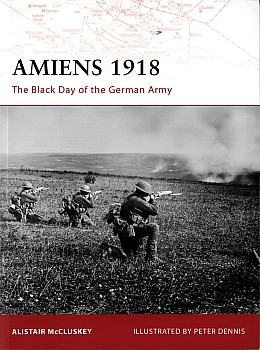 AMIENS 1918
The Black Day of the German Army
ALISTAIR McCLUSKEY
ILLUSTRATED BY PETER DENNIS